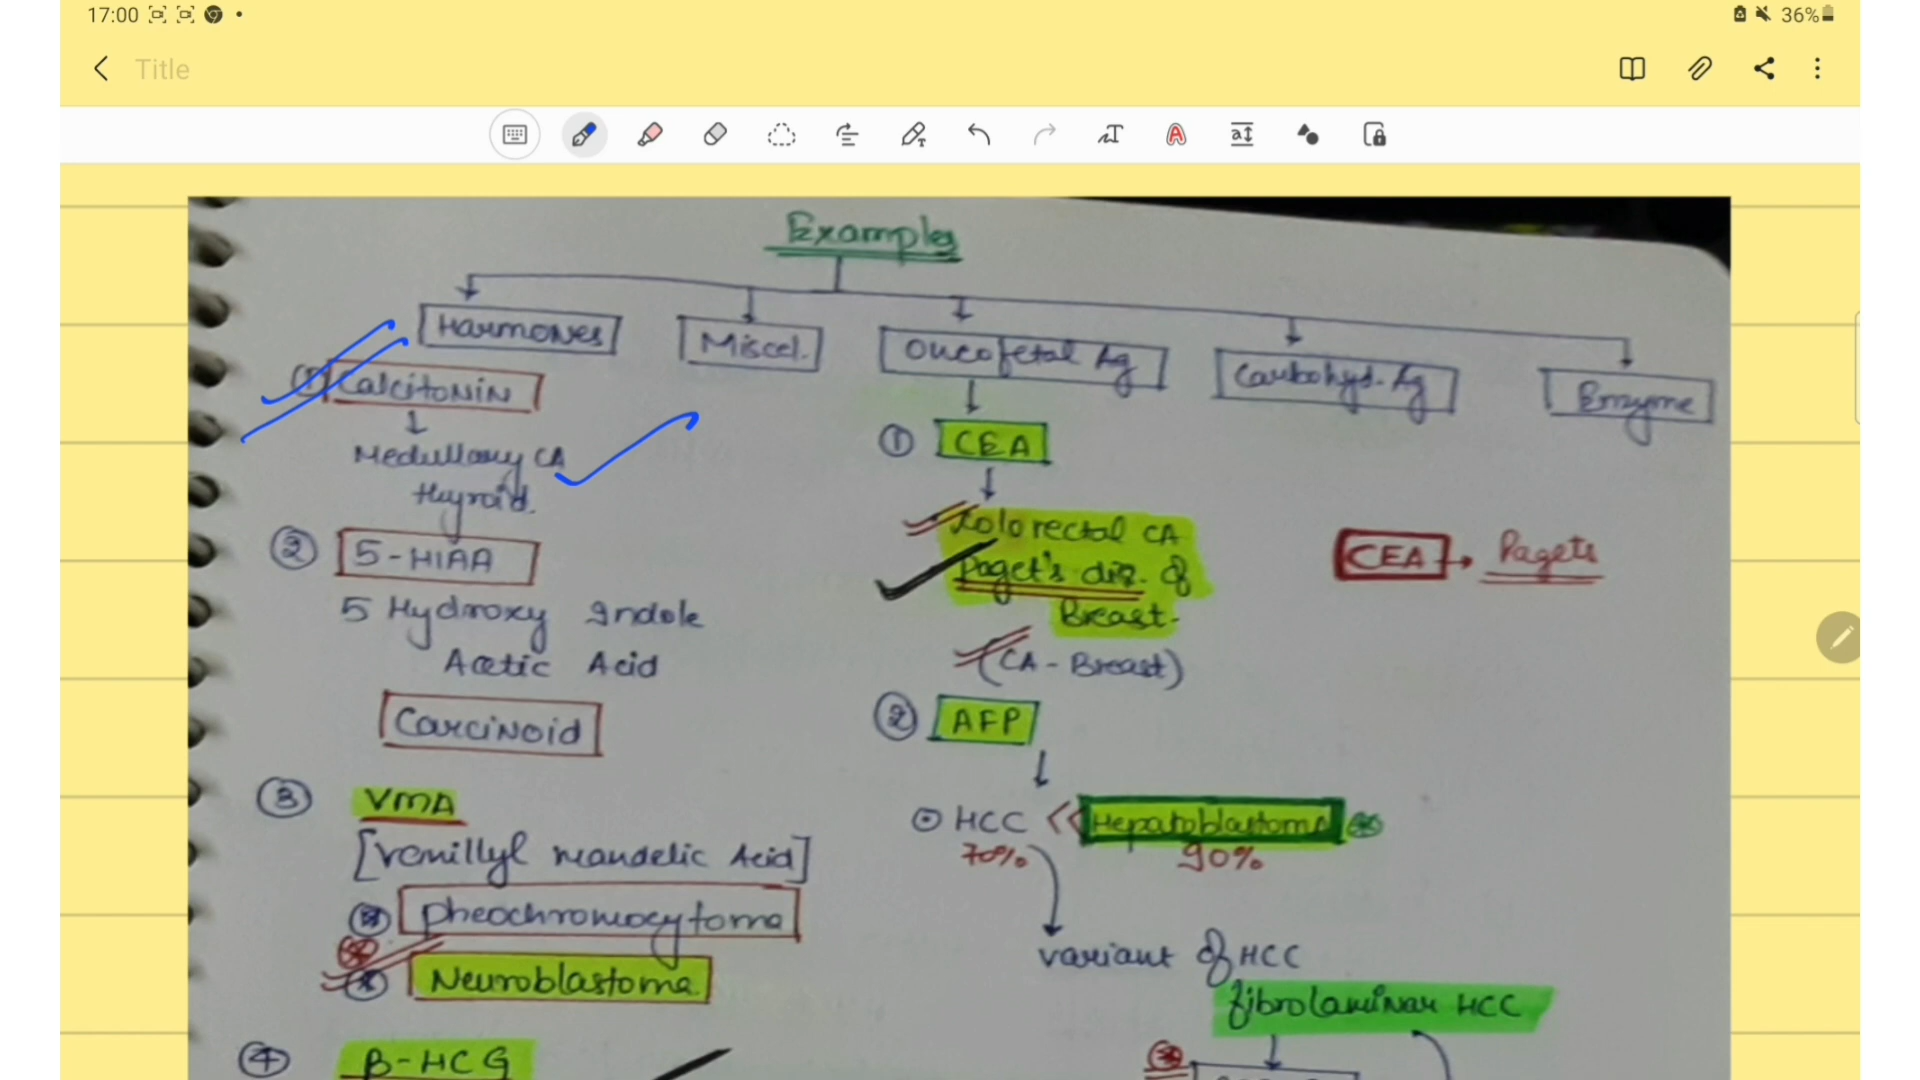 17:00
36%
Title
Examples
Harmones
Miscel.
Oncofetal Ag
Carbohyd. Ag
Enzyme
(1) Calcitonin
Medullary CA
thyroid.
② 5-HIAA
5 Hydroxy Indole
Acetic Acid
Carcinoid
③ VMA
[Venillyl mandelic Acid]
Pheochromocytoma
Neuroblastoma
④ β-HCG
① CEA
Colorectal CA
Paget's dis. of
Breast.
(CA - Breast)
② AFP
HCC << Hepatoblastoma
70% 90%
variant of HCC
fibrolaminar HCC
CEA → Pagets